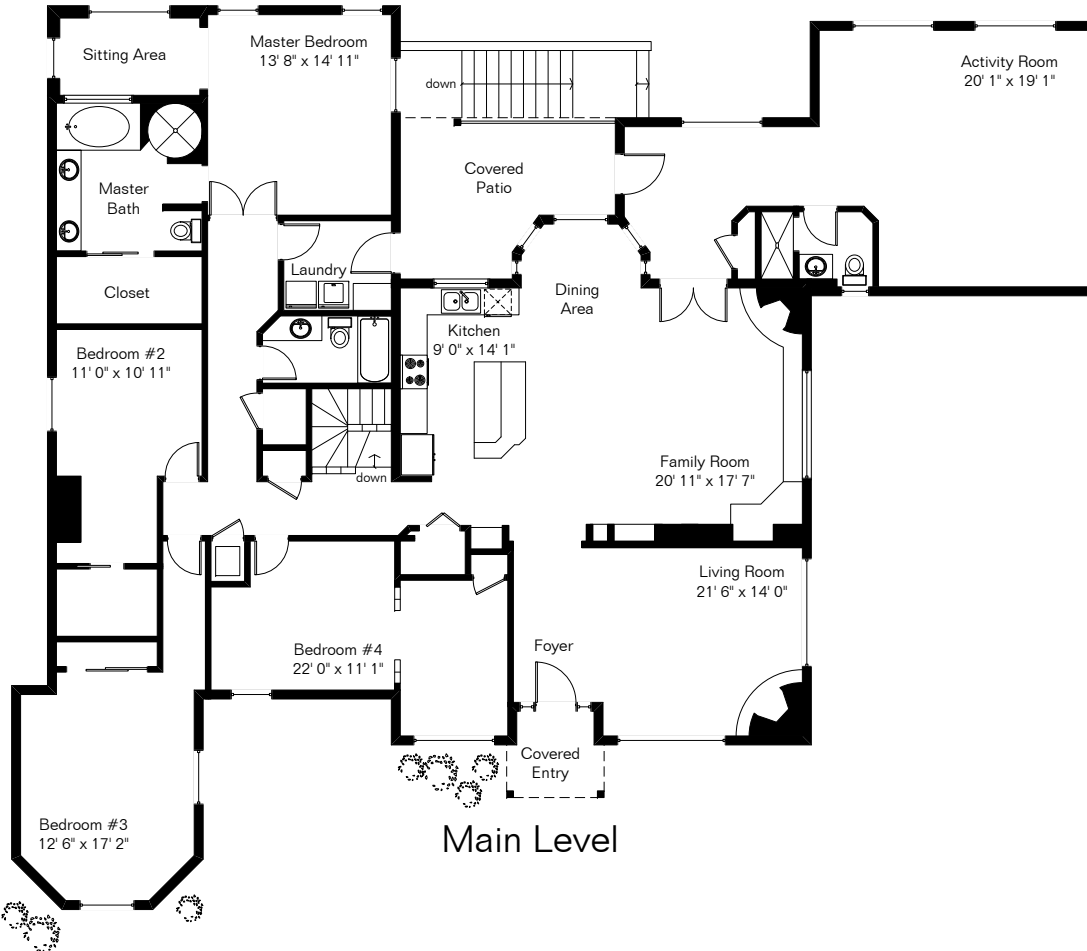 Sitting Area
Master Bedroom
13' 8" x 14' 11"
down
Activity Room
20' 1" x 19' 1"
Covered
Patio
Master
Bath
Laundry
Closet
Dining
Area
Kitchen
9' 0" x 14' 1"
Bedroom #2
11' 0" x 10' 11"
Family Room
20' 11" x 17' 7"
down
Living Room
21' 6" x 14' 0"
Foyer
Bedroom #4
22' 0" x 11' 1"
Covered
Entry
Bedroom #3
12' 6" x 17' 2"
Main Level